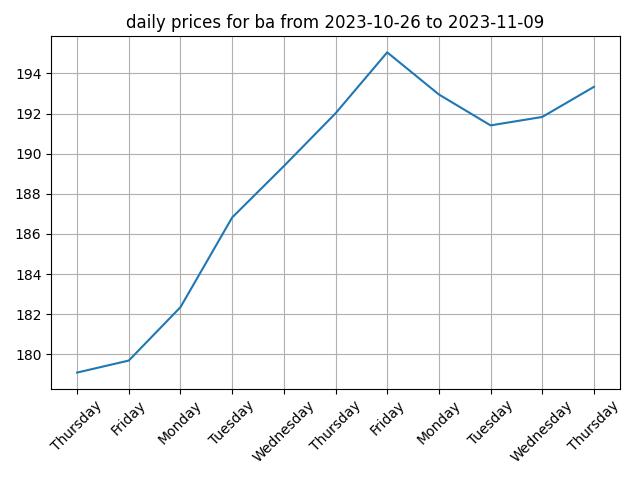 daily prices for ba from 2023-10-26 to 2023-11-09
194
192
190
188
186
184
182
180
Thursday
Friday
Monday
Tuesday
Wednesday
Thursday
Friday
Monday
Tuesday
Wednesday
Thursday